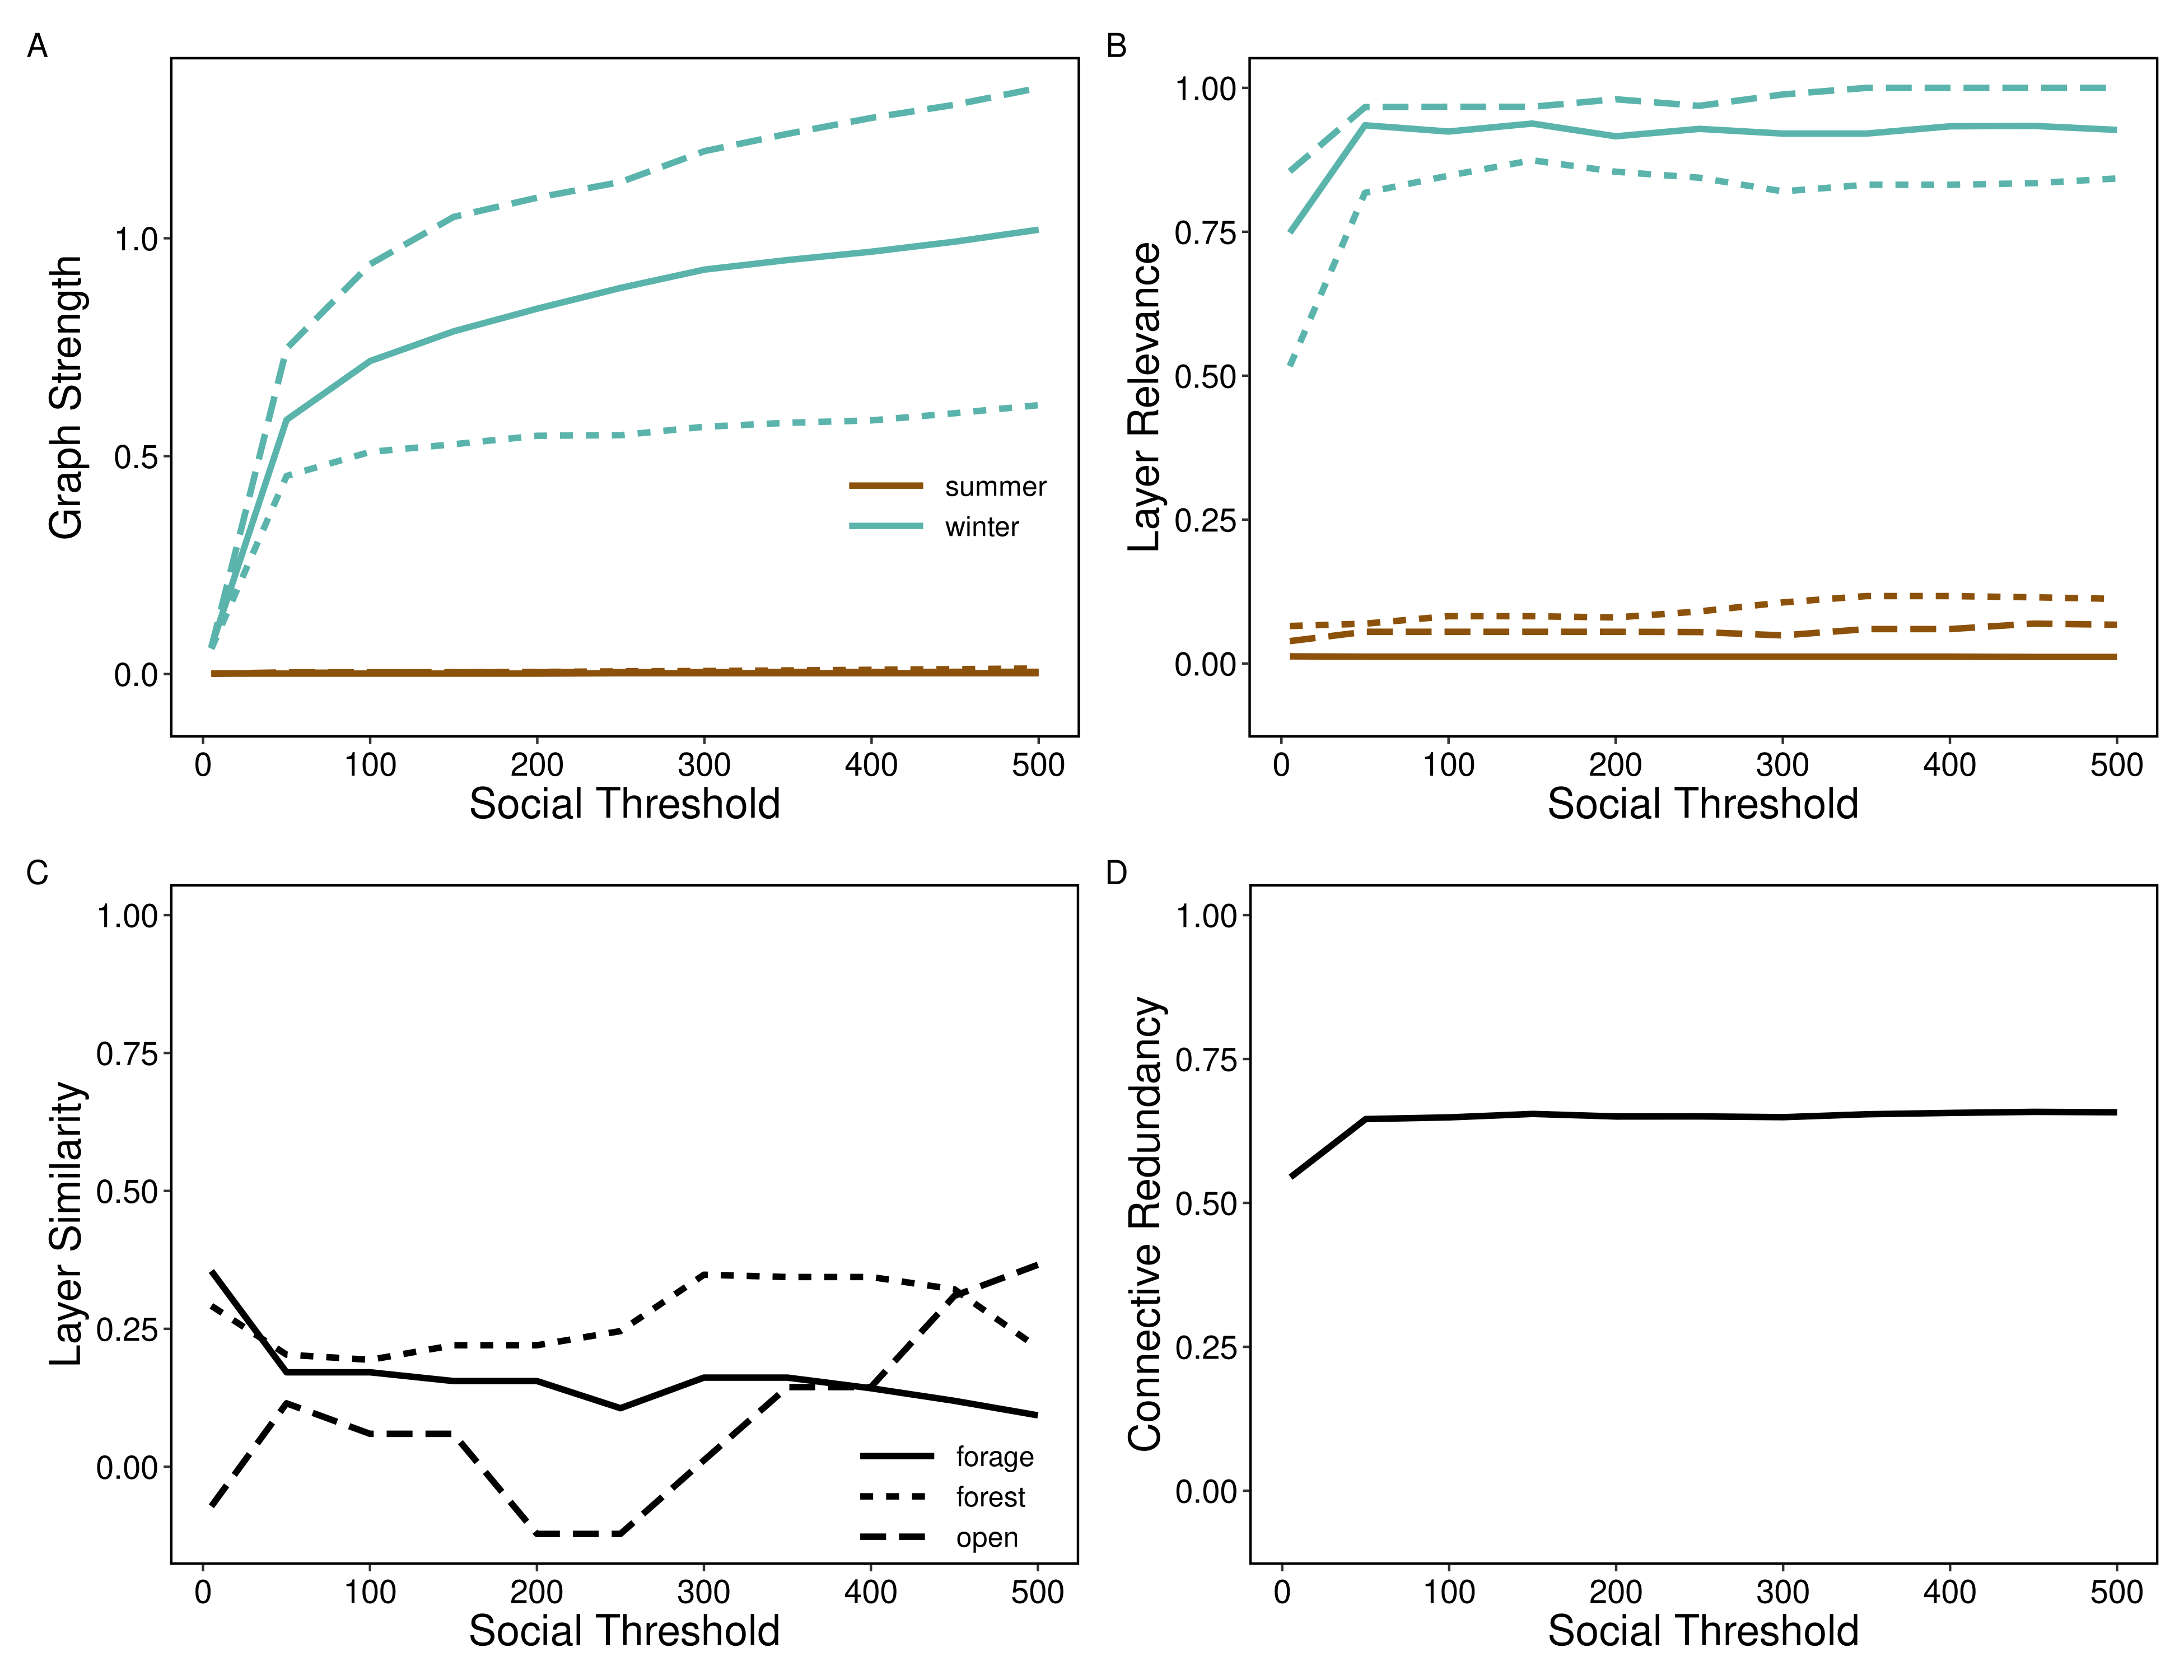 A
Graph Strength
1.0
0.5
0.0
summer
winter
0 100 200 300 400 500
Social Threshold
B
Layer Relevance
1.00
0.75
0.50
0.25
0.00
0 100 200 300 400 500
Social Threshold
C
Layer Similarity
1.00
0.75
0.50
0.25
0.00
forage
forest
open
0 100 200 300 400 500
Social Threshold
D
Connective Redundancy
1.00
0.75
0.50
0.25
0.00
0 100 200 300 400 500
Social Threshold